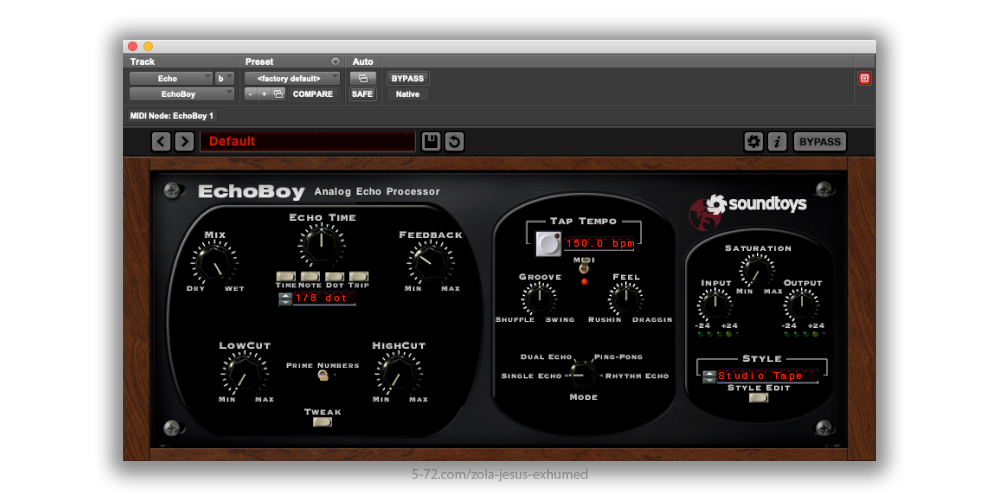 Track Preset Auto
Echo b <factory default> BYPASS
EchoBoy - + COMPARE SAFE Native
MIDI Node: EchoBoy 1
Default i BYPASS
EchoBoy Analog Echo Processor
soundtoys
Echo Time
Mix
Feedback
Dry Wet
Time Note Dot Trip
Min Max
1/8 dot
LowCut
HighCut
Prime Numbers
Min Max
Min Max
Tweak
Tap Tempo
150.0 bpm
MIDI
Groove Feel
Shuffle Swing Rushin Draggin
Dual Echo Ping-Pong
Single Echo Rhythm Echo
Mode
Saturation
Min Max
Input Output
-24 +24 -24 +24
Style
Studio Tape
Style Edit
5-72.com/zola-jesus-exhumed